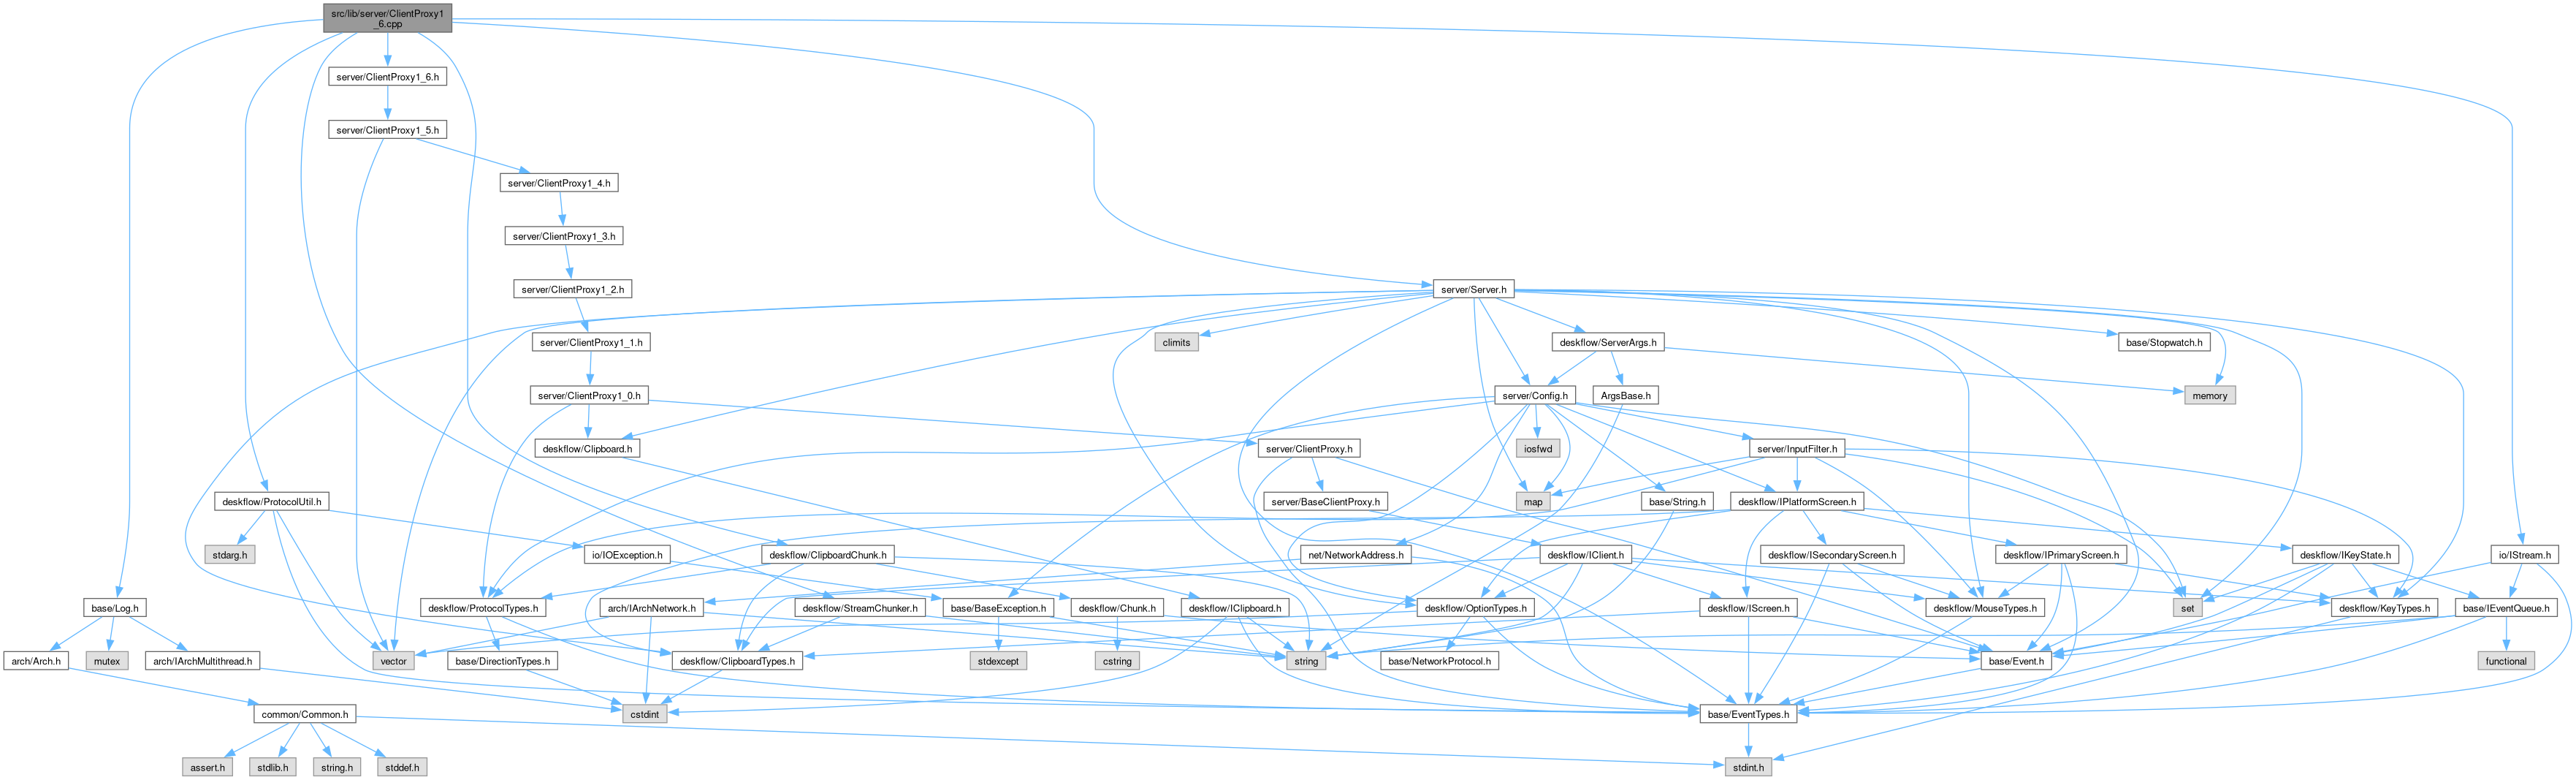 src/lib/server/ClientProxy1
_6.cpp
server/ClientProxy1_6.h
server/ClientProxy1_5.h
server/ClientProxy1_4.h
server/ClientProxy1_3.h
server/ClientProxy1_2.h
server/Server.h
server/ClientProxy1_1.h
climits
deskflow/ServerArgs.h
base/Stopwatch.h
server/ClientProxy1_0.h
server/Config.h
ArgsBase.h
memory
deskflow/Clipboard.h
server/ClientProxy.h
iosfwd
server/InputFilter.h
deskflow/ProtocolUtil.h
server/BaseClientProxy.h
map
base/String.h
deskflow/IPlatformScreen.h
stdarg.h
io/IOException.h
deskflow/ClipboardChunk.h
net/NetworkAddress.h
deskflow/IClient.h
deskflow/ISecondaryScreen.h
deskflow/IPrimaryScreen.h
deskflow/IKeyState.h
io/IStream.h
base/Log.h
deskflow/ProtocolTypes.h
arch/IArchNetwork.h
deskflow/StreamChunker.h
base/BaseException.h
deskflow/Chunk.h
deskflow/IClipboard.h
deskflow/OptionTypes.h
deskflow/IScreen.h
deskflow/MouseTypes.h
set
deskflow/KeyTypes.h
base/IEventQueue.h
arch/Arch.h
mutex
arch/IArchMultithread.h
vector
base/DirectionTypes.h
deskflow/ClipboardTypes.h
stdexcept
cstring
string
base/NetworkProtocol.h
base/Event.h
functional
common/Common.h
cstdint
base/EventTypes.h
assert.h
stdlib.h
string.h
stddef.h
stdint.h